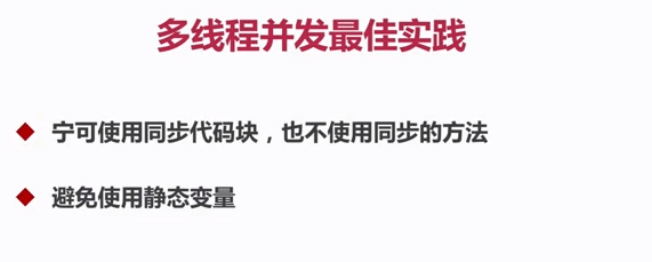 多线程并发最佳实践
宁可使用同步代码块，也不使用同步的方法
避免使用静态变量